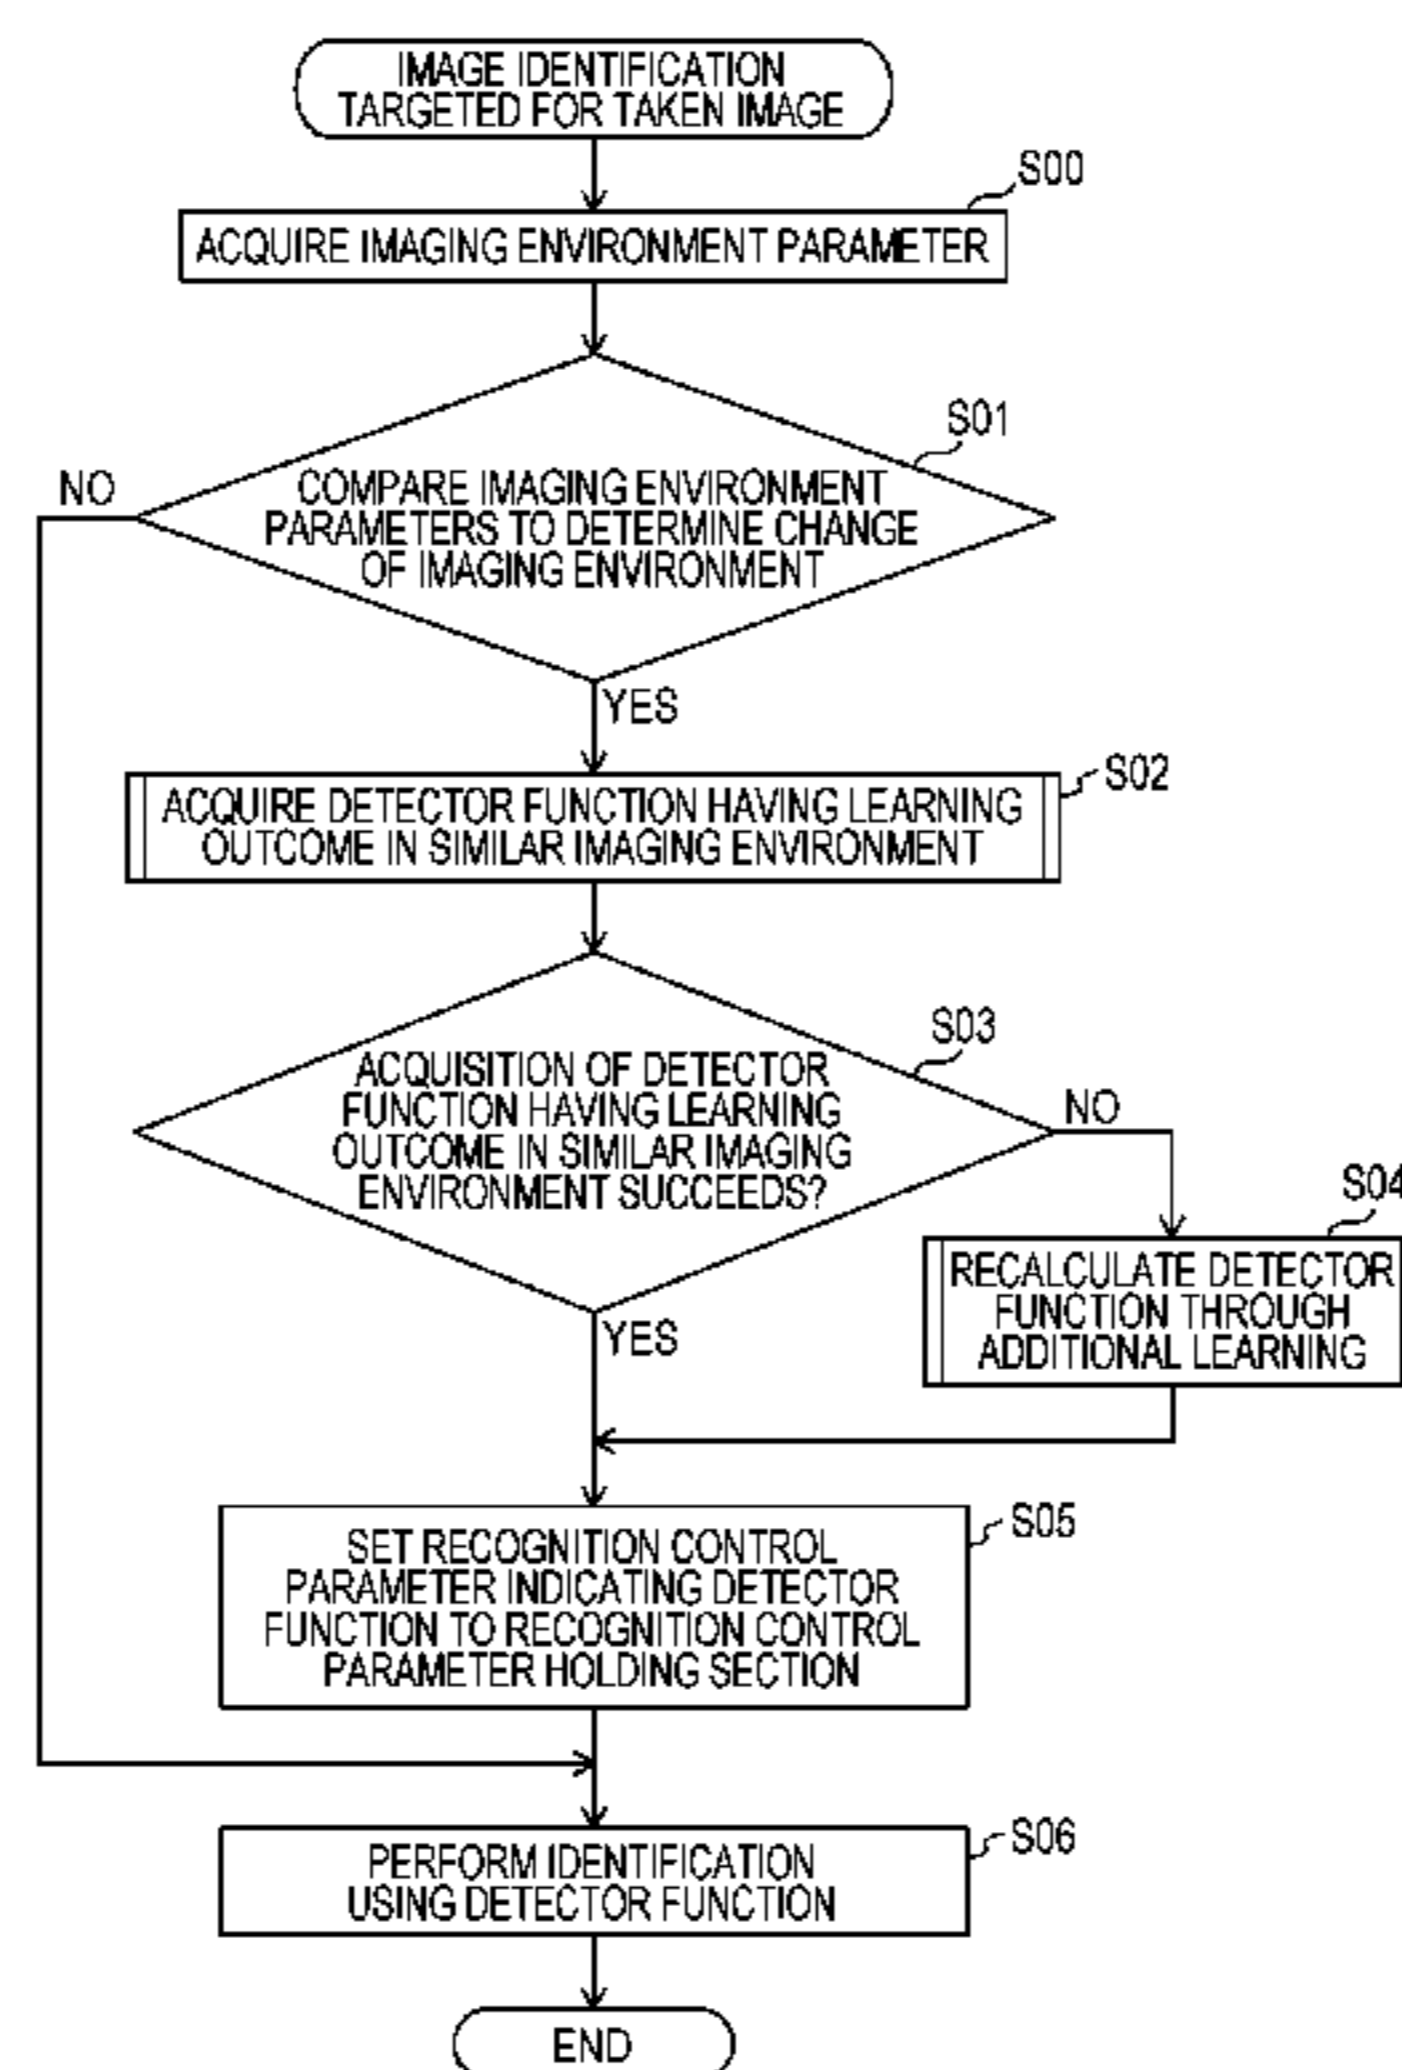 IMAGE IDENTIFICATION
TARGETED FOR TAKEN IMAGE
S00
ACQUIRE IMAGING ENVIRONMENT PARAMETER
S01
NO
COMPARE IMAGING ENVIRONMENT
PARAMETERS TO DETERMINE CHANGE
OF IMAGING ENVIRONMENT
YES
S02
ACQUIRE DETECTOR FUNCTION HAVING LEARNING
OUTCOME IN SIMILAR IMAGING ENVIRONMENT
S03
ACQUISITION OF DETECTOR
FUNCTION HAVING LEARNING
OUTCOME IN SIMILAR IMAGING
ENVIRONMENT SUCCEEDS?
NO
S04
RECALCULATE DETECTOR
FUNCTION THROUGH
ADDITIONAL LEARNING
YES
S05
SET RECOGNITION CONTROL
PARAMETER INDICATING DETECTOR
FUNCTION TO RECOGNITION CONTROL
PARAMETER HOLDING SECTION
S06
PERFORM IDENTIFICATION
USING DETECTOR FUNCTION
END